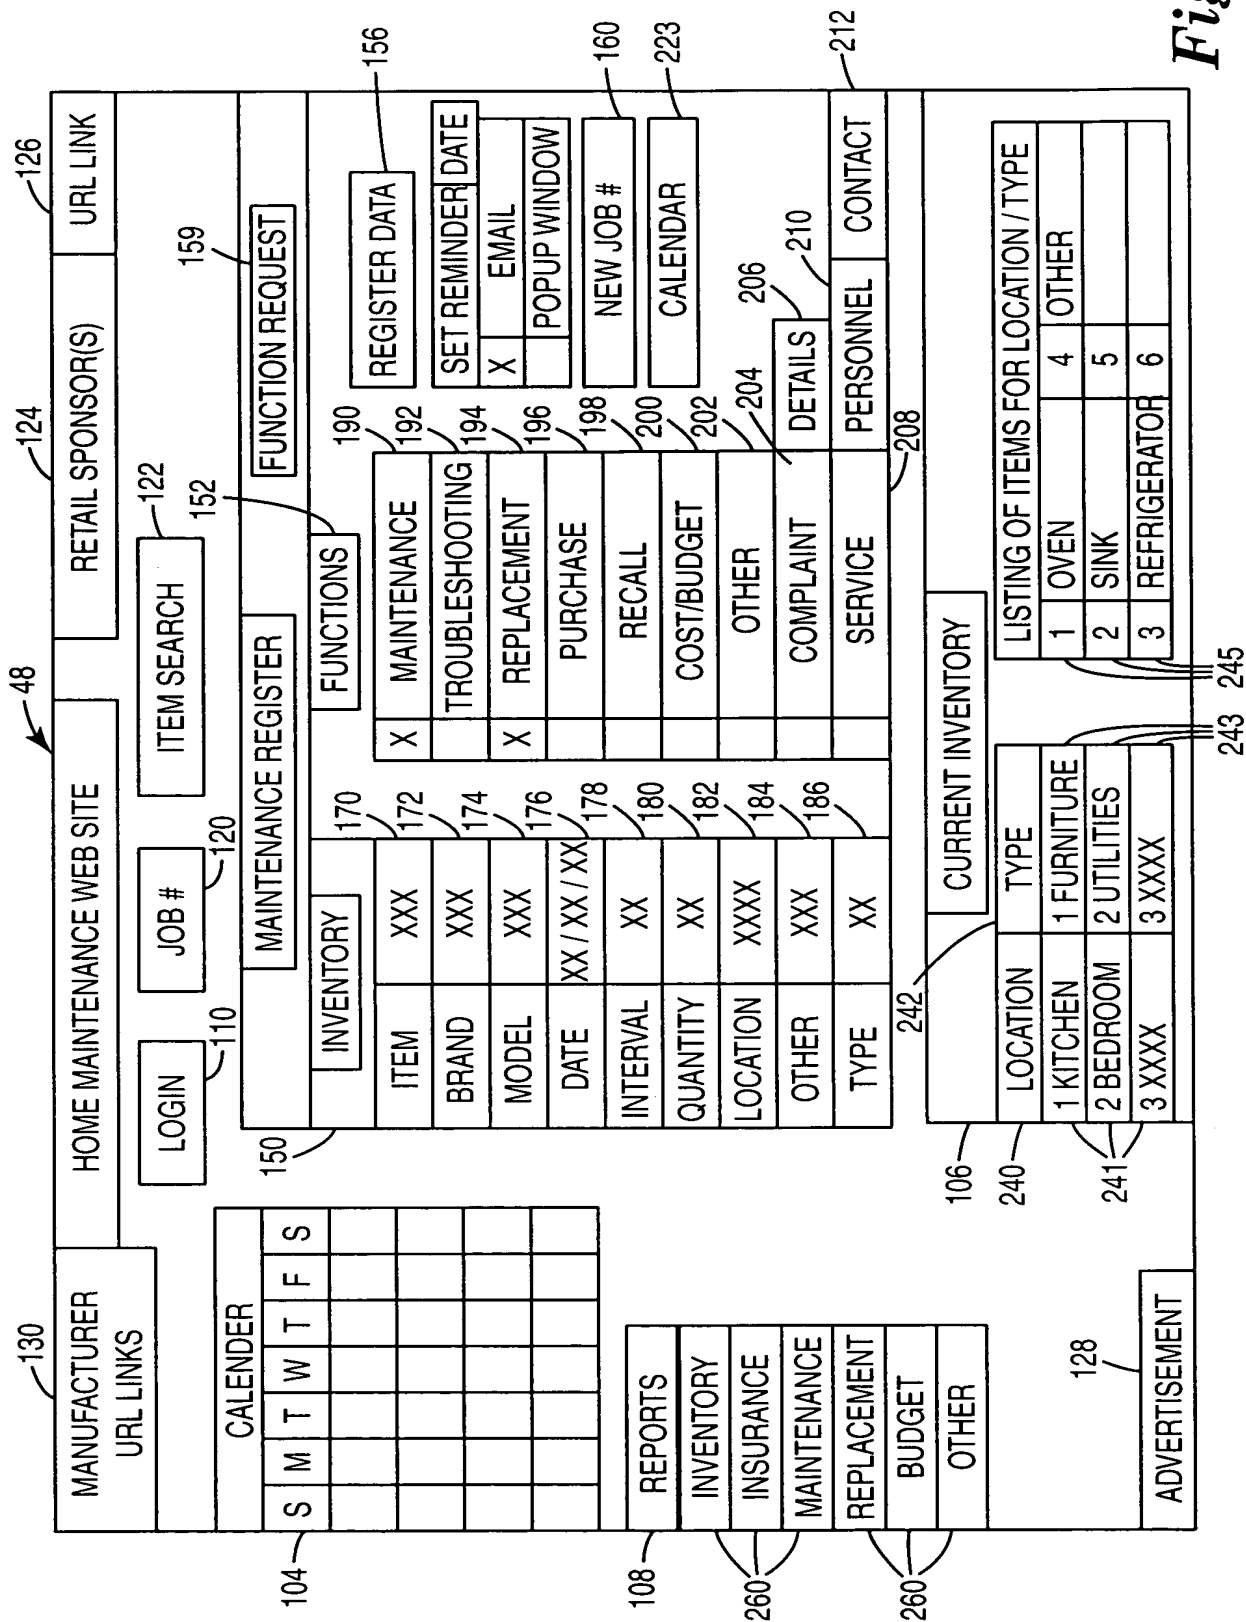 48
130
124
126
MANUFACTURER
URL LINKS
HOME MAINTENANCE WEB SITE
RETAIL SPONSOR(S)
URL LINK
LOGIN
110
JOB #
120
ITEM SEARCH
122
CALENDER
S M T W T F S
104
150
MAINTENANCE REGISTER
FUNCTION REQUEST
159
INVENTORY
FUNCTIONS
152
REGISTER DATA
156
ITEM XXX
170
BRAND XXX
172
MODEL XXX
174
DATE XX / XX / XX
176
178
INTERVAL XX
180
QUANTITY XX
182
LOCATION XXXX
184
OTHER XXX
186
TYPE XX
X MAINTENANCE
190
TROUBLESHOOTING
192
X REPLACEMENT
194
PURCHASE
196
RECALL
198
COST/BUDGET
200
OTHER
202
COMPLAINT
204
DETAILS
206
SERVICE
208
PERSONNEL
210
CONTACT
212
SET REMINDER DATE
X EMAIL
POPUP WINDOW
NEW JOB #
160
CALENDAR
223
REPORTS
108
INVENTORY
INSURANCE
MAINTENANCE
260
REPLACEMENT
BUDGET
OTHER
260
CURRENT INVENTORY
106
242
LOCATION TYPE
240
1 KITCHEN 1 FURNITURE
2 BEDROOM 2 UTILITIES
3 XXXX 3 XXXX
241
243
LISTING OF ITEMS FOR LOCATION / TYPE
1 OVEN 4 OTHER
2 SINK 5
3 REFRIGERATOR 6
245
ADVERTISEMENT
128